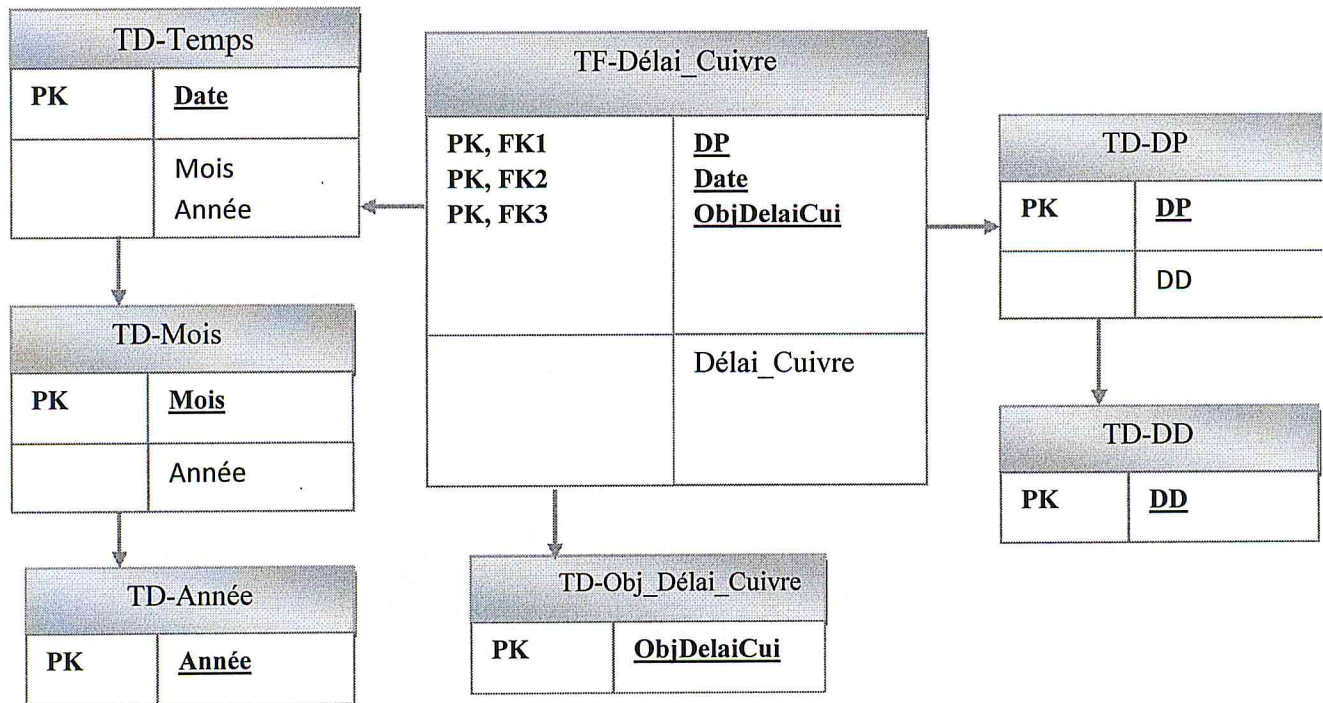 TD-Temps
PK Date
Mois
Année
TF-Délai_Cuivre
PK, FK1 DP
PK, FK2 Date
PK, FK3 ObjDelaiCui
Délai_Cuivre
TD-DP
PK DP
DD
TD-Mois
PK Mois
Année
TD-DD
PK DD
TD-Année
PK Année
TD-Obj_Délai_Cuivre
PK ObjDelaiCui